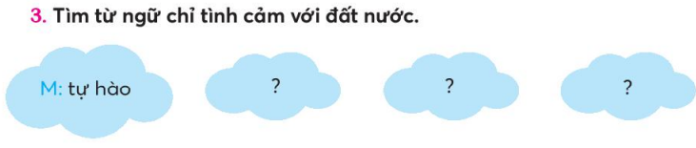 3. Tìm từ ngữ chỉ tình cảm với đất nước.
M: tự hào ? ? ?